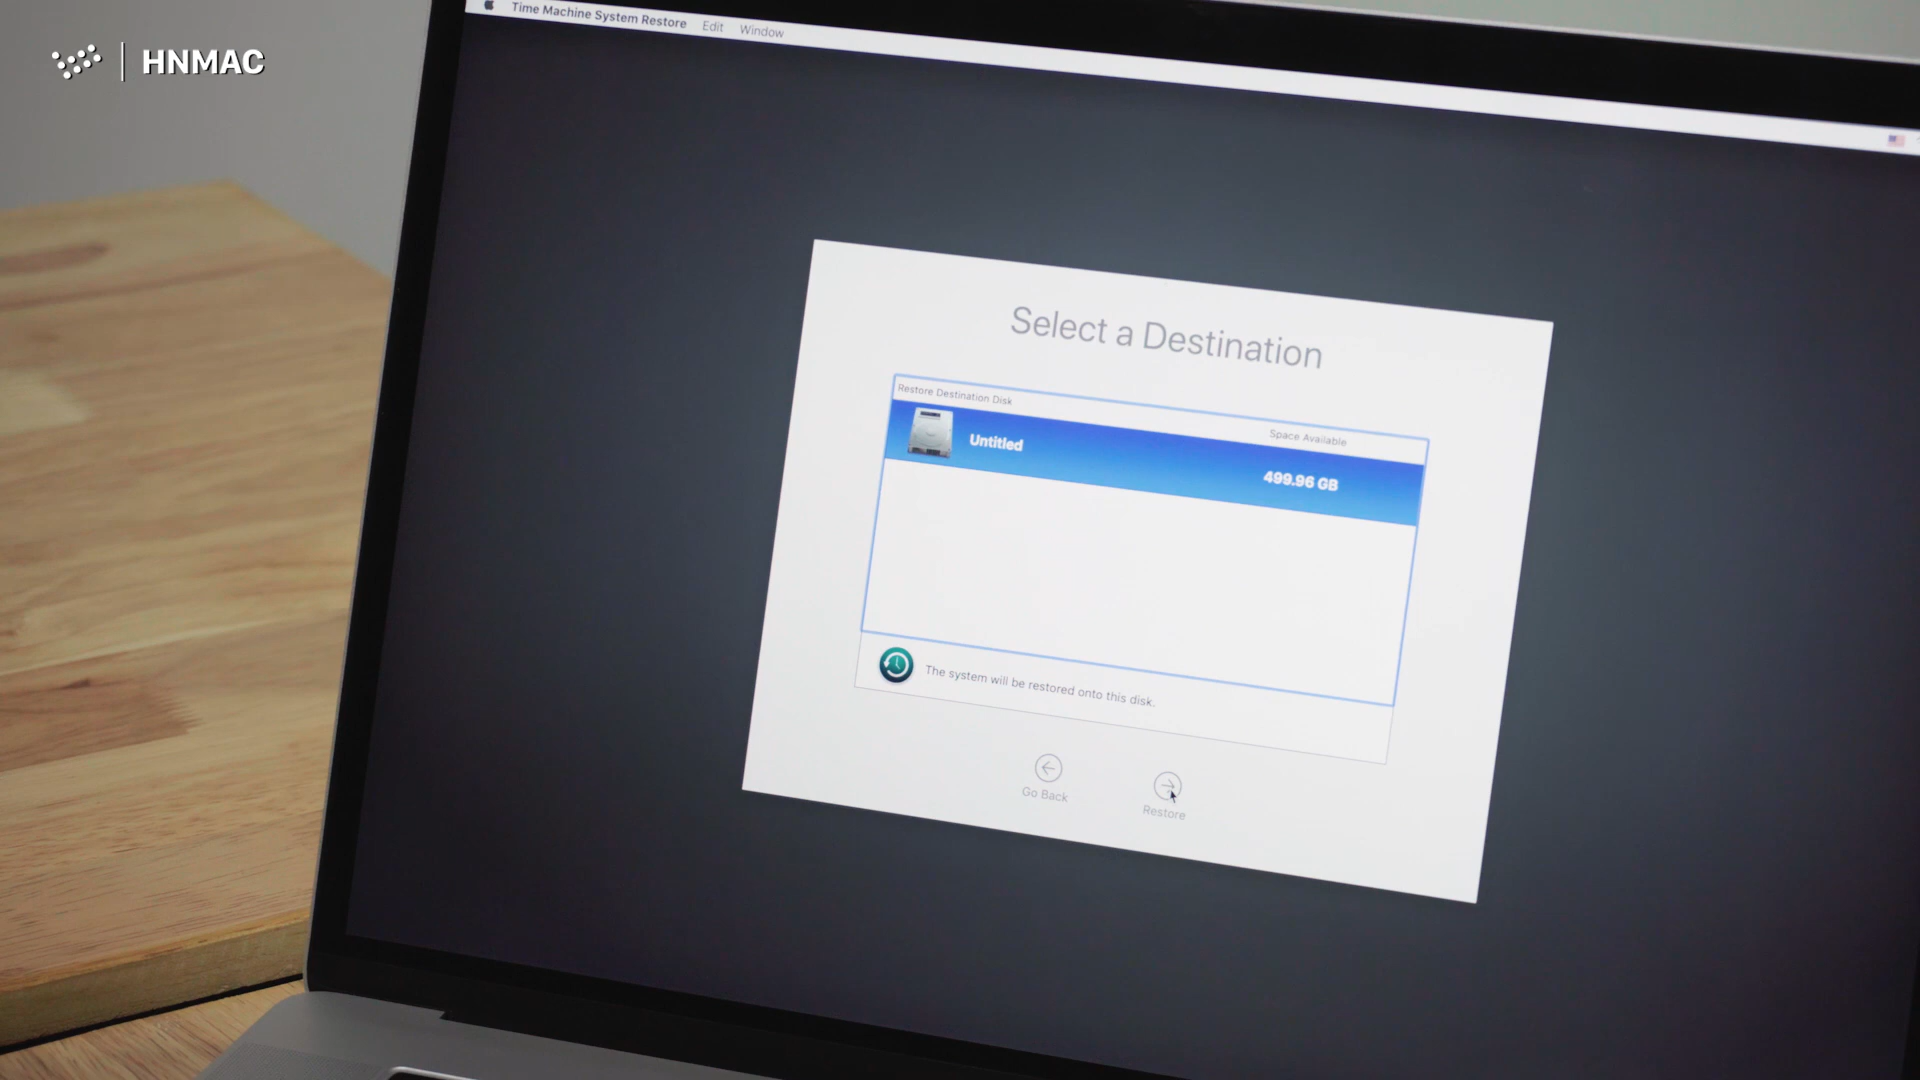 Time Machine System Restore Edit Window
HNMAC
Select a Destination
Restore Destination Disk Space Available
Untitled 499.96 GB
The system will be restored onto this disk.
Go Back Restore